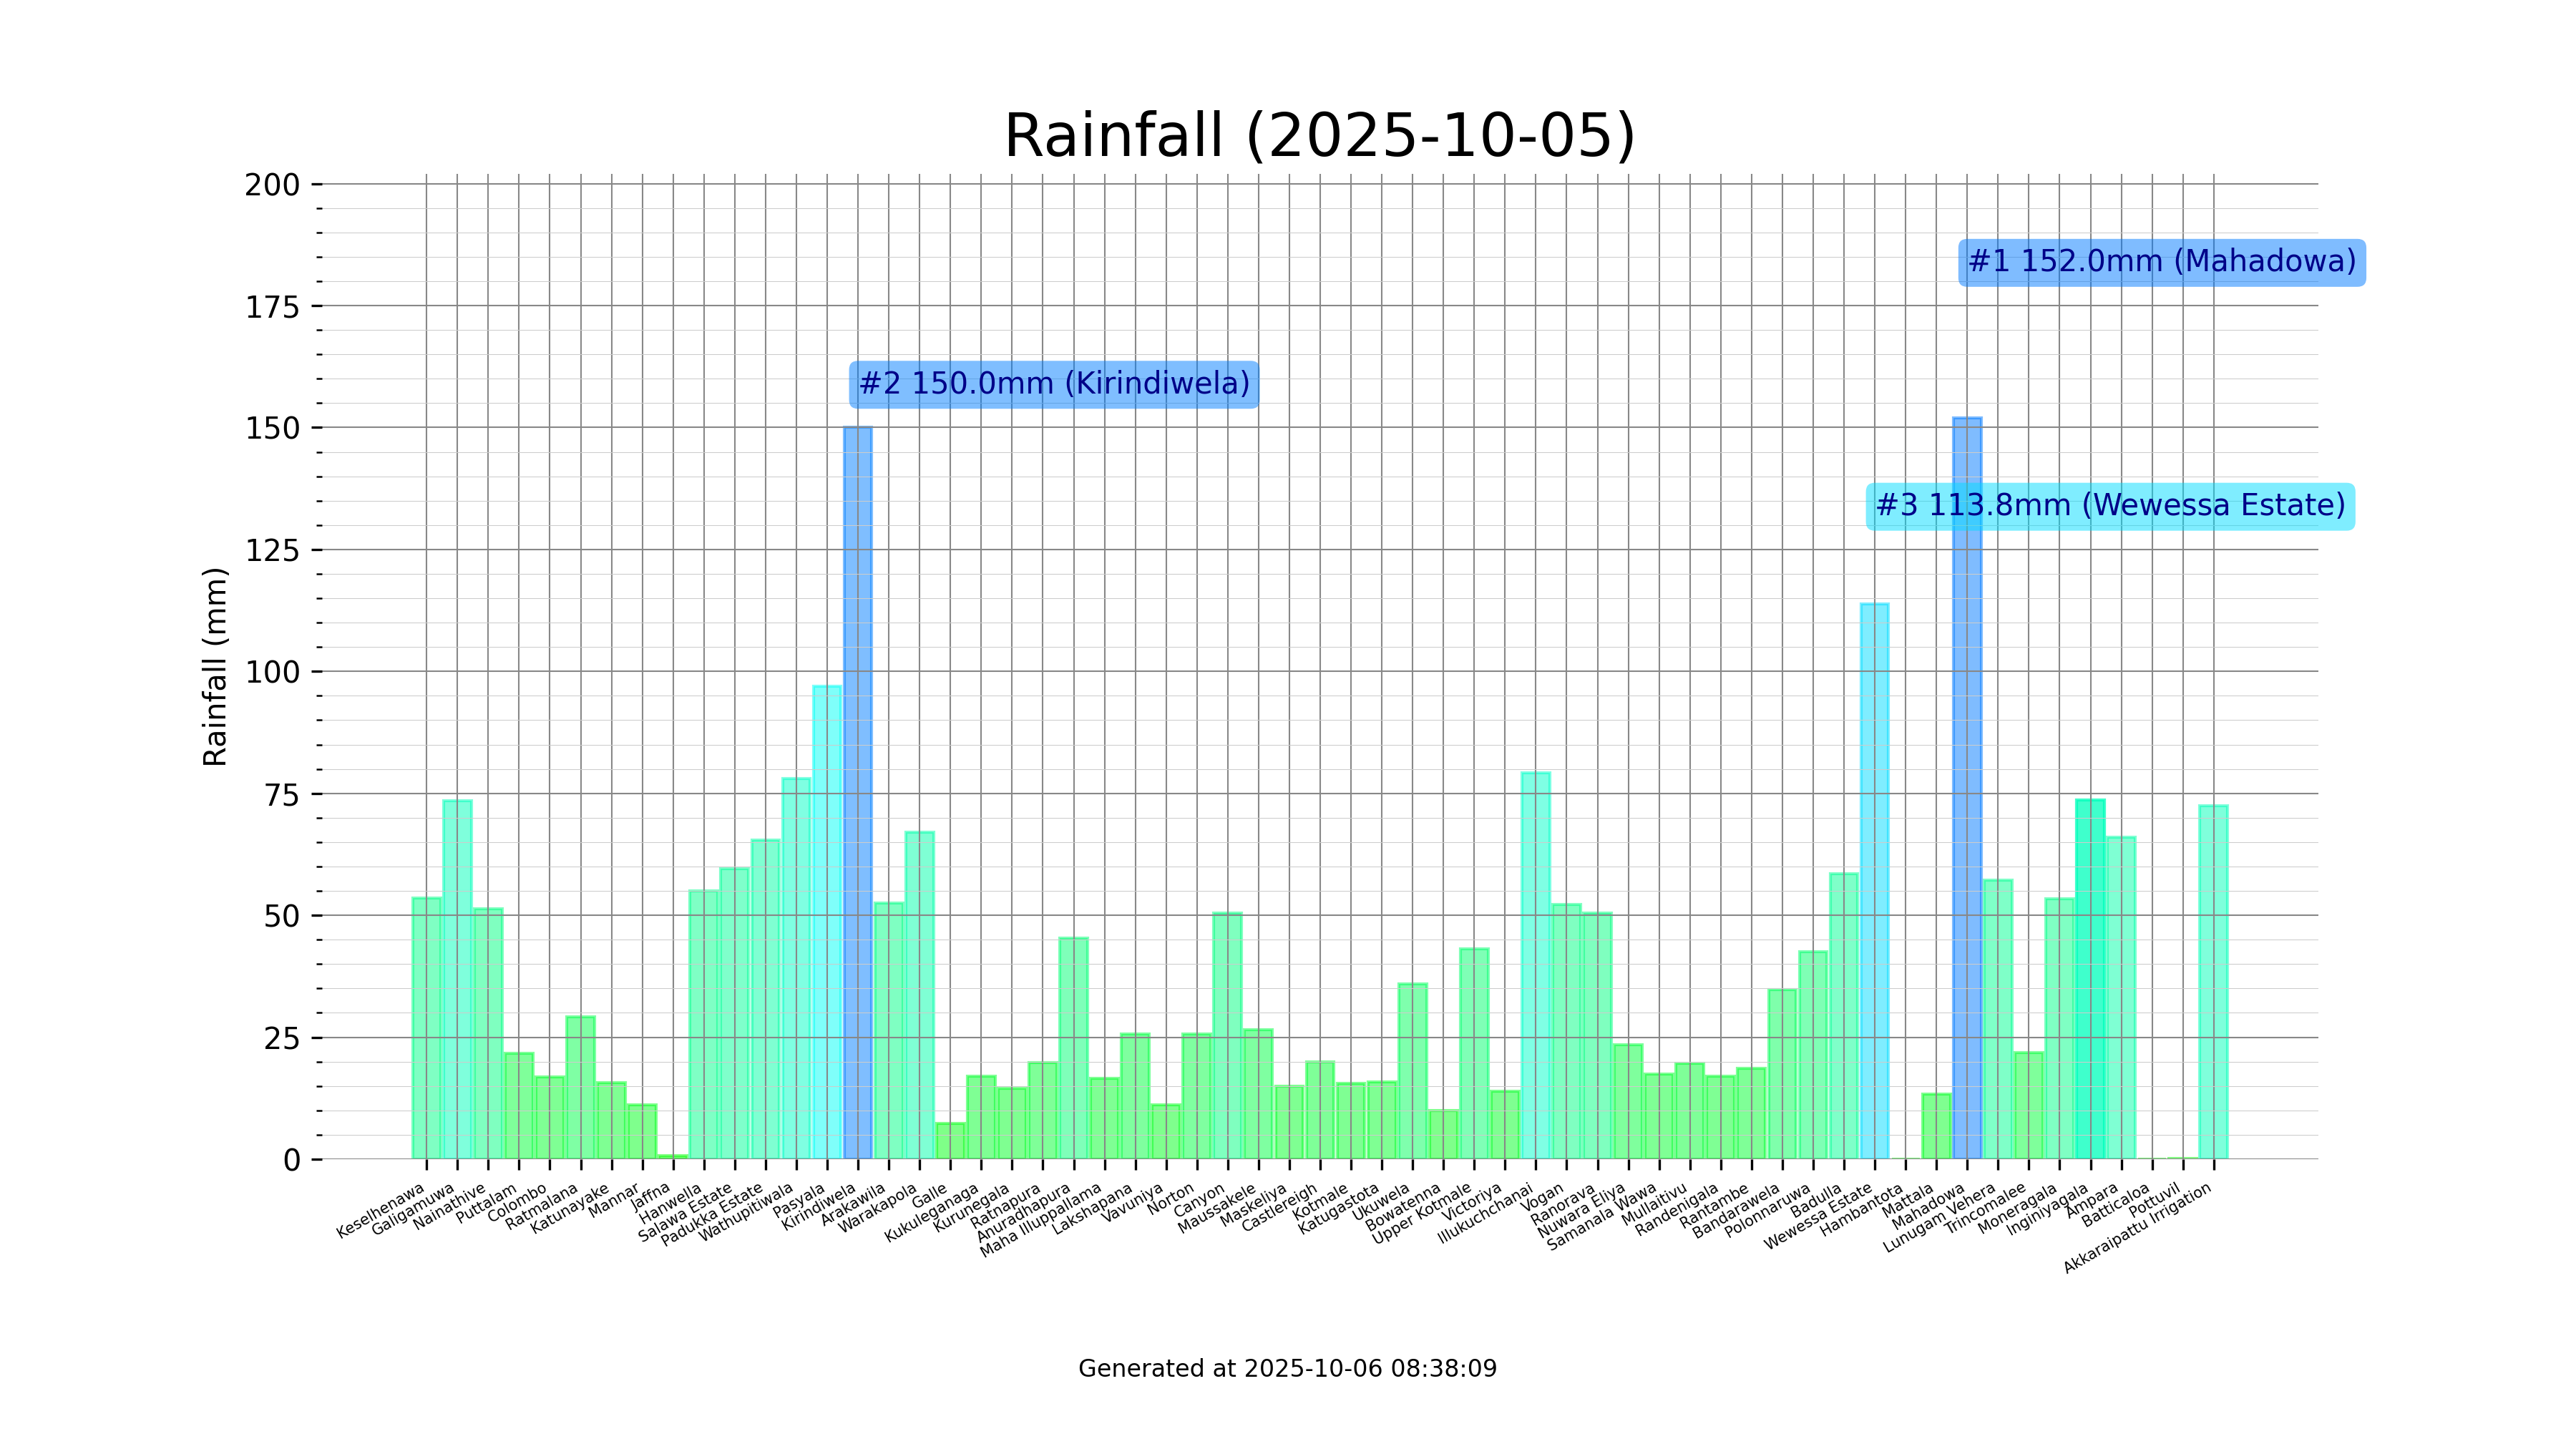 Rainfall (2025-10-05)
Rainfall (mm)
200
175
150
125
100
75
50
25
0
#1 152.0mm (Mahadowa)
#2 150.0mm (Kirindiwela)
#3 113.8mm (Wewessa Estate)
Keselhenawa
Galigamuwa
Nainathive
Puttalam
Colombo
Ratmalana
Katunayake
Mannar
Jaffna
Hanwella
Salawa Estate
Padukka Estate
Wathupitiwala
Pasyala
Kirindiwela
Arakawila
Warakapola
Galle
Kukuleganaga
Kurunegala
Ratnapura
Anuradhapura
Maha Illuppallama
Lakshapana
Vavuniya
Norton
Canyon
Maussakele
Maskeliya
Castlereigh
Kotmale
Katugastota
Ukuwela
Bowatenna
Upper Kotmale
Victoriya
Illukuchchanai
Vogan
Ranorava
Nuwara Eliya
Samanala Wawa
Mullaitivu
Randenigala
Rantambe
Bandarawela
Polonnaruwa
Badulla
Wewessa Estate
Hambantota
Mattala
Mahadowa
Lunugam Vehera
Trincomalee
Moneragala
Inginiyagala
Ampara
Batticaloa
Pottuvil
Akkaraipattu Irrigation
Generated at 2025-10-06 08:38:09